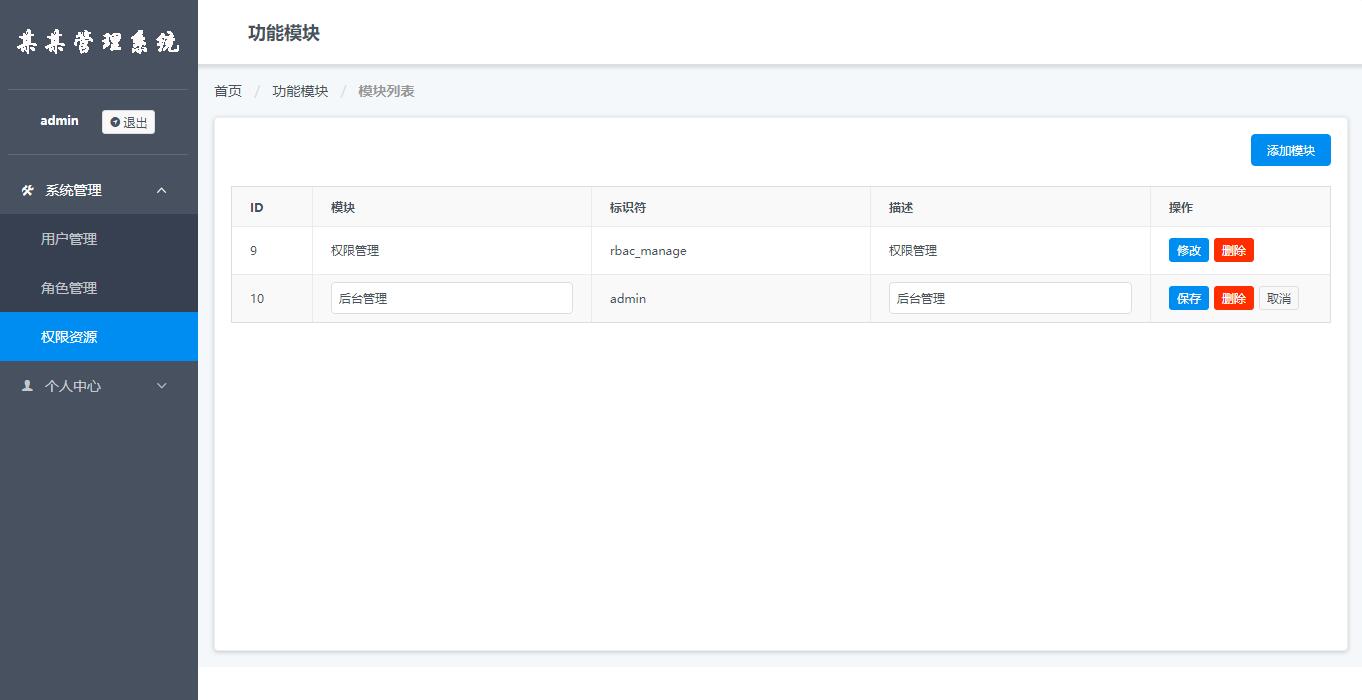 某某管理系统
admin 退出
系统管理
用户管理
角色管理
权限资源
个人中心
功能模块
首页 / 功能模块 / 模块列表
添加模块
ID 模块 标识符 描述 操作
9 权限管理 rbac_manage 权限管理 修改 删除
10 后台管理 admin 后台管理 保存 删除 取消